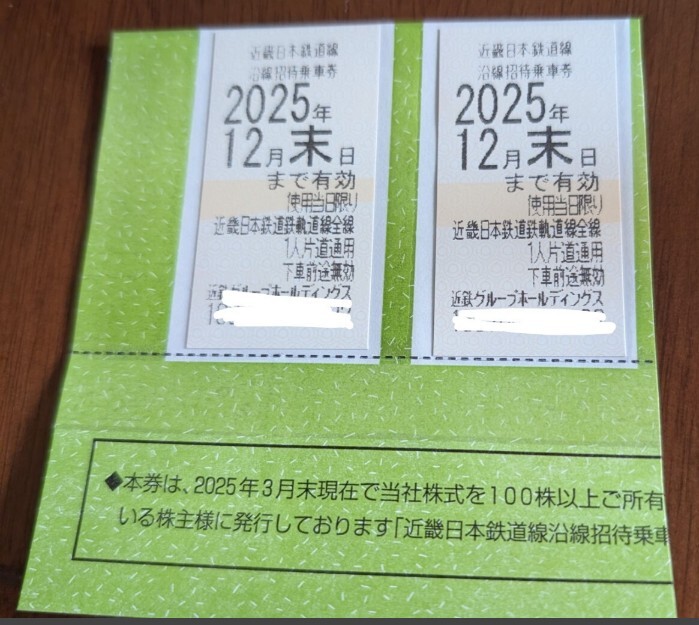 近畿日本鉄道線
沿線招待乗車券
2025年
12月末日
まで有効
使用当日限り
近畿日本鉄道鉄軌道線全線
1人片道通用
下車前途無効
近鉄グループホールディングス
近畿日本鉄道線
沿線招待乗車券
2025年
12月末日
まで有効
使用当日限り
近畿日本鉄道鉄軌道線全線
1人片道通用
下車前途無効
近鉄グループホールディングス
◆本券は、2025年3月末現在で当社株式を100株以上ご所有
いる株主様に発行しております「近畿日本鉄道線沿線招待乗車